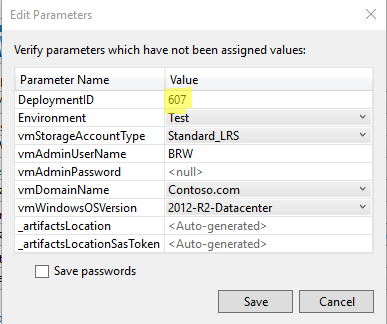 Edit Parameters
Verify parameters which have not been assigned values:
Parameter Name Value
DeploymentID 607
Environment Test
vmStorageAccountType Standard_LRS
vmAdminUserName BRW
vmAdminPassword <null>
vmDomainName Contoso.com
vmWindowsOSVersion 2012-R2-Datacenter
_artifactsLocation <Auto-generated>
_artifactsLocationSasToken <Auto-generated>
Save passwords
Save Cancel